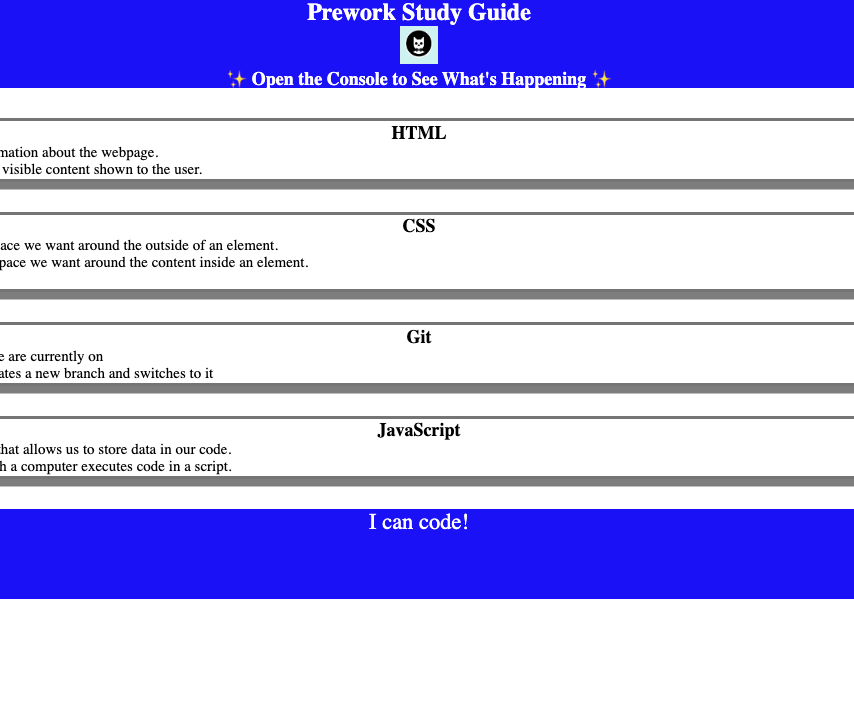 Prework Study Guide
✨ Open the Console to See What's Happening ✨
HTML
mation about the webpage.
visible content shown to the user.
CSS
ace we want around the outside of an element.
pace we want around the content inside an element.
Git
e are currently on
ates a new branch and switches to it
JavaScript
that allows us to store data in our code.
h a computer executes code in a script.
I can code!